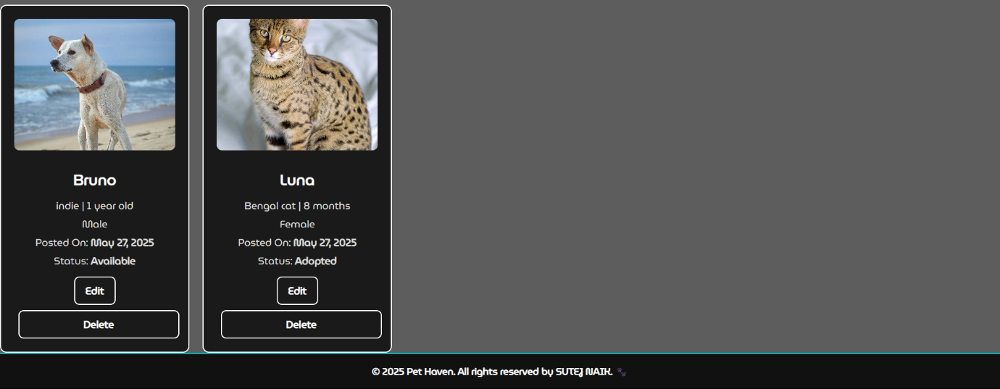 Bruno
indie | 1 year old
Male
Posted On: May 27, 2025
Status: Available
Edit
Delete
Luna
Bengal cat | 8 months
Female
Posted On: May 27, 2025
Status: Adopted
Edit
Delete
© 2025 Pet Haven. All rights reserved by SUTEJ NAIK. 🐾